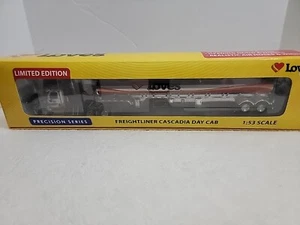 LIMITED EDITION
Love's
Loves
PRECISION SERIES
FREIGHTLINER CASCADIA DAY CAB
1:53 SCALE